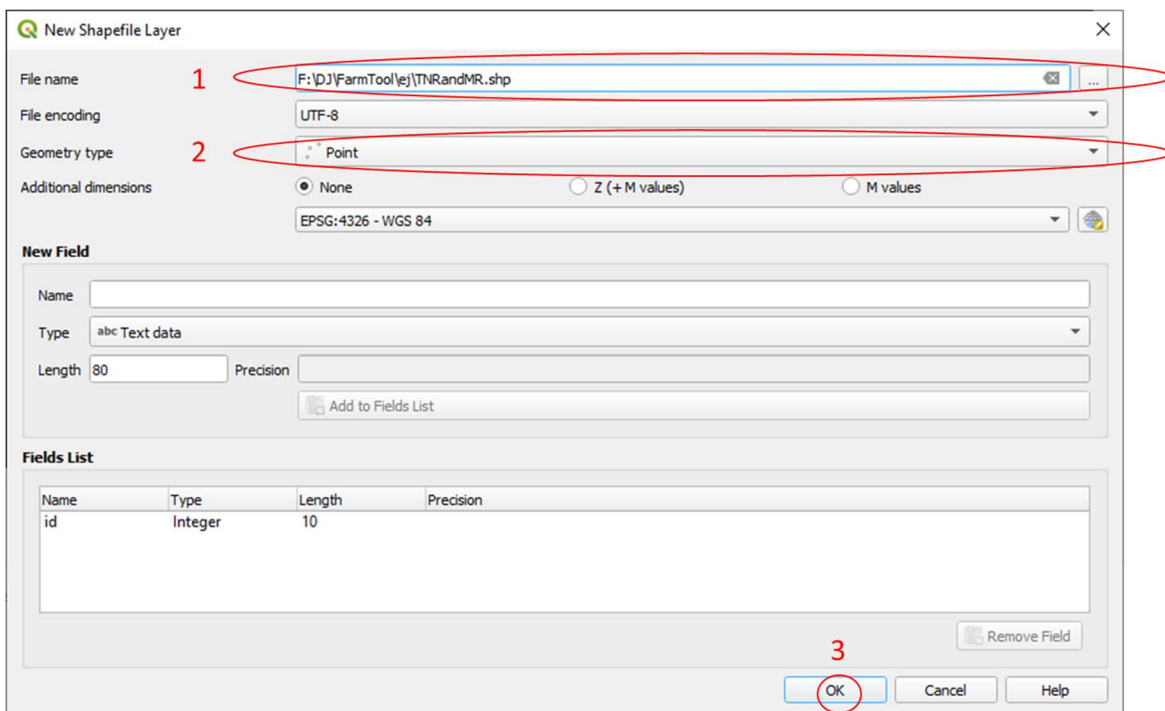 New Shapefile Layer
File name 1 F:\DJ\FarmTool\ej\TNRandMR.shp ...
File encoding UTF-8
Geometry type 2 Point
Additional dimensions None Z (+ M values) M values
EPSG:4326 - WGS 84
New Field
Name
Type abc Text data
Length 80 Precision
Add to Fields List
Fields List
Name Type Length Precision
id Integer 10
Remove Field
3
OK Cancel Help